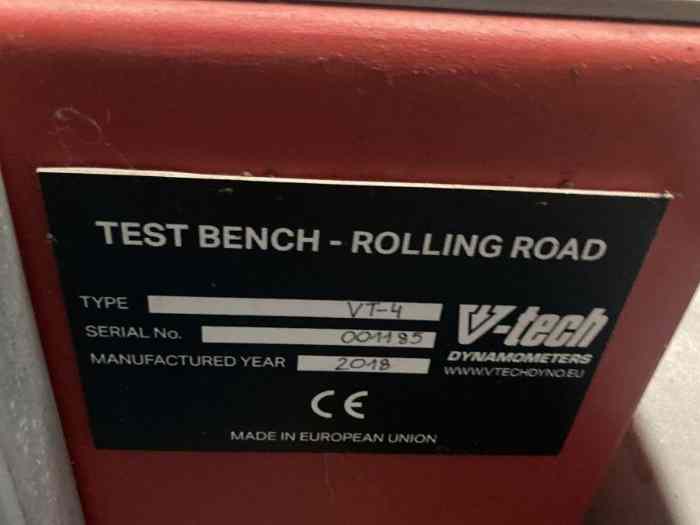 TEST BENCH - ROLLING ROAD
TYPE VT-4
SERIAL No. 001185
MANUFACTURED YEAR 2018
V-tech
DYNAMOMETERS
WWW.VTECHDYNO.EU
CE
MADE IN EUROPEAN UNION